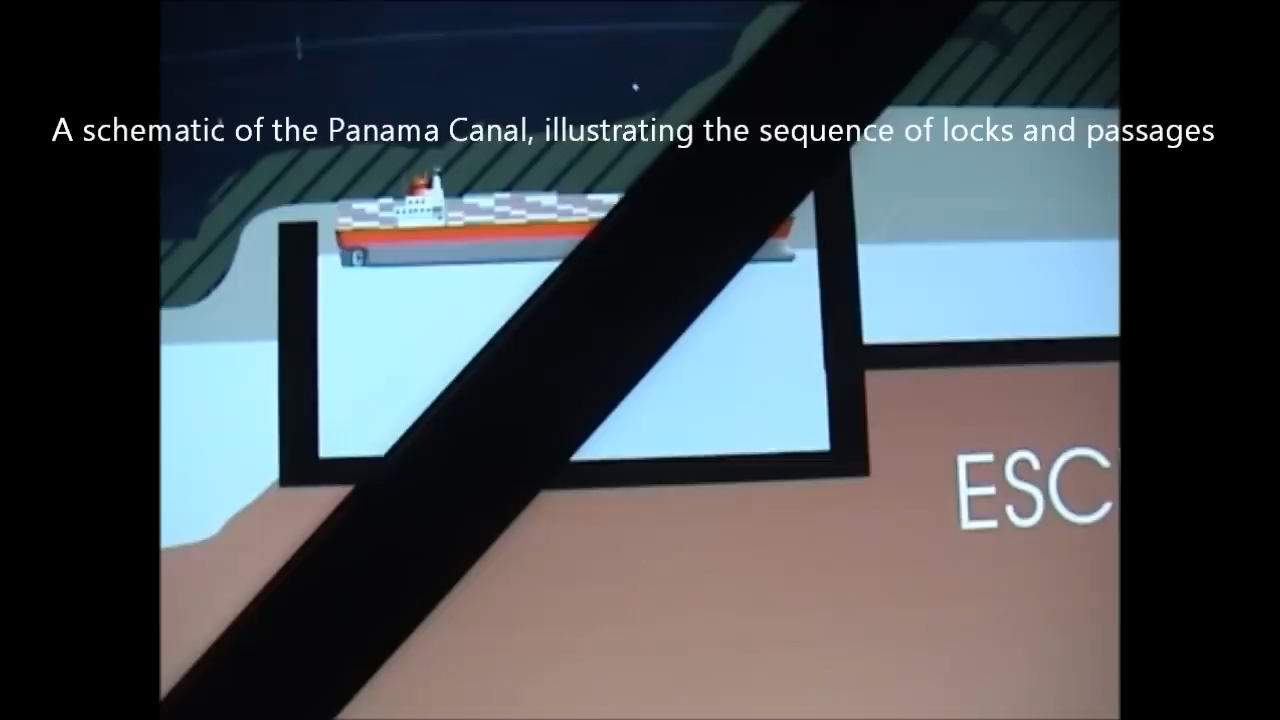 A schematic of the Panama Canal, illustrating the sequence of locks and passages
ESC